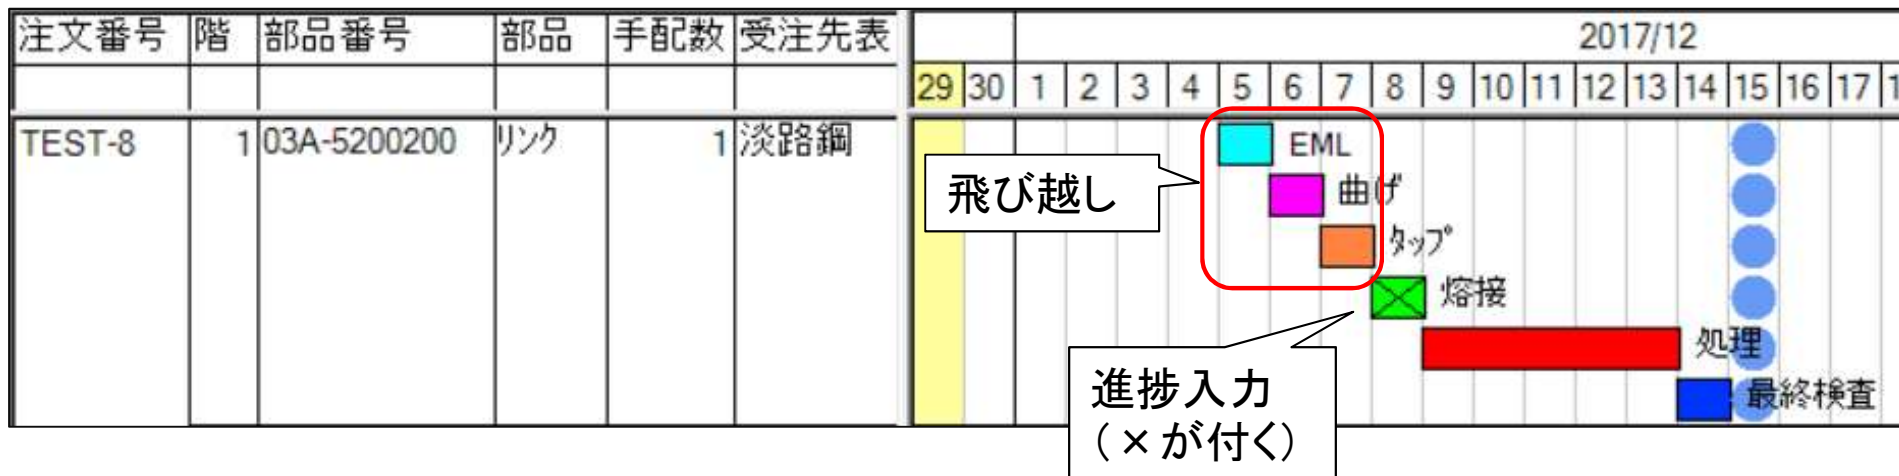 注文番号 階 部品番号 部品 手配数 受注先表 2017/12
29 30 1 2 3 4 5 6 7 8 9 10 11 12 13 14 15 16 17 1
TEST-8 1 03A-5200200 リンク 1 淡路鋼 EML
飛び越し 曲げ
タップ
熔接
処理
進捗入力
(×が付く)
最終検査